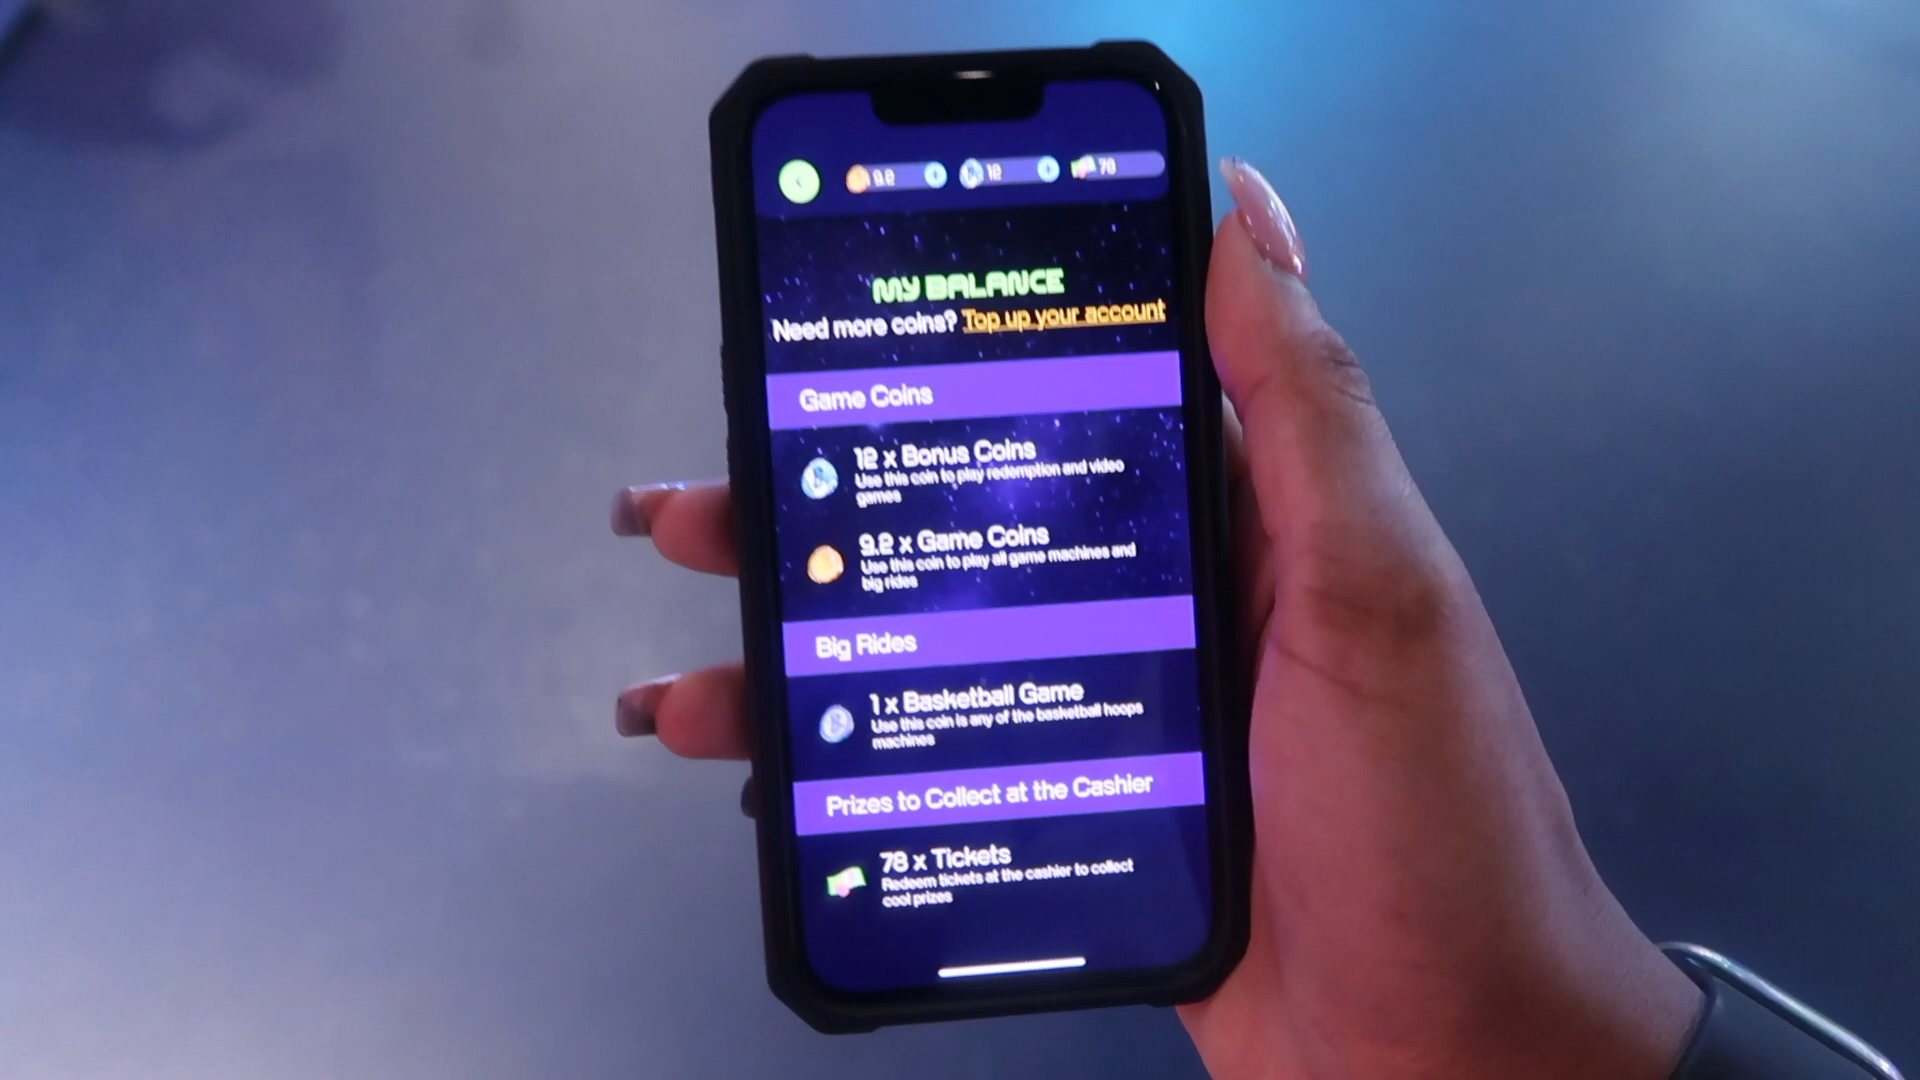 9.2 12 78
MY BALANCE
Need more coins? Top up your account
Game Coins
12 x Bonus Coins
Use this coin to play redemption and video
games
9.2 x Game Coins
Use this coin to play all game machines and
big rides
Big Rides
1 x Basketball Game
Use this coin is any of the basketball hoops
machines
Prizes to Collect at the Cashier
78 x Tickets
Redeem tickets at the cashier to collect
cool prizes